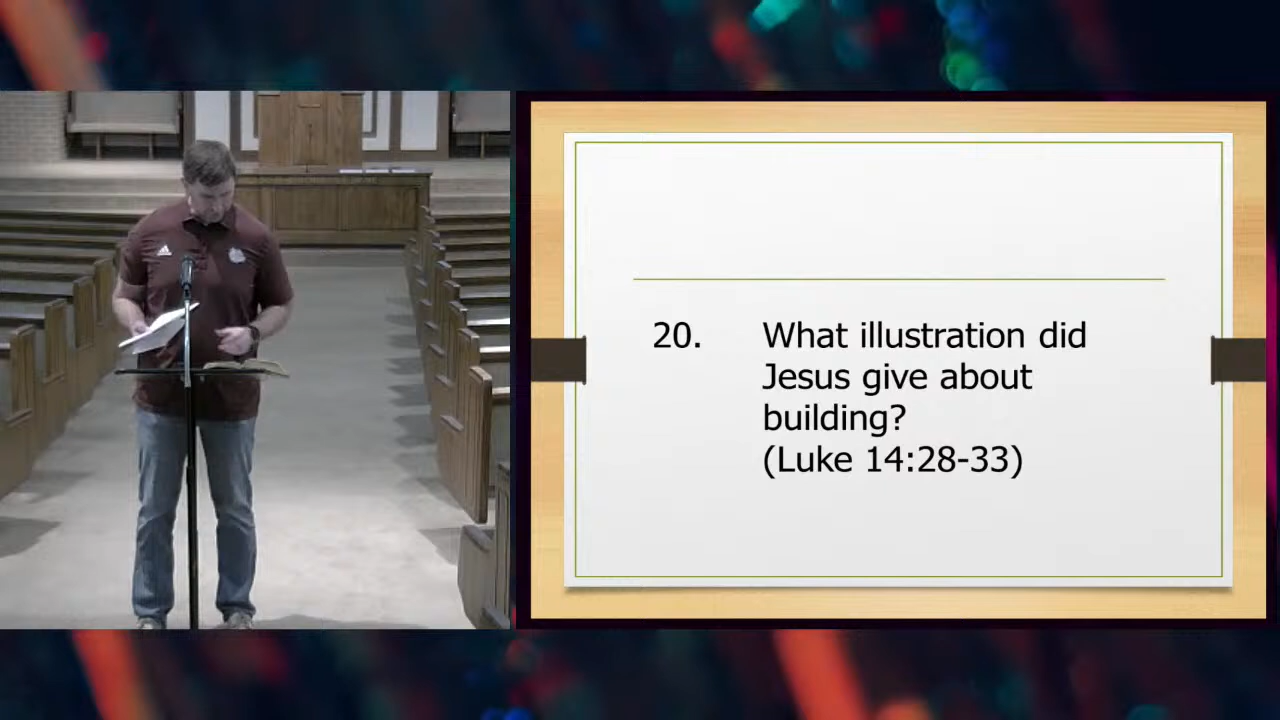 20. What illustration did
Jesus give about
building?
(Luke 14:28-33)